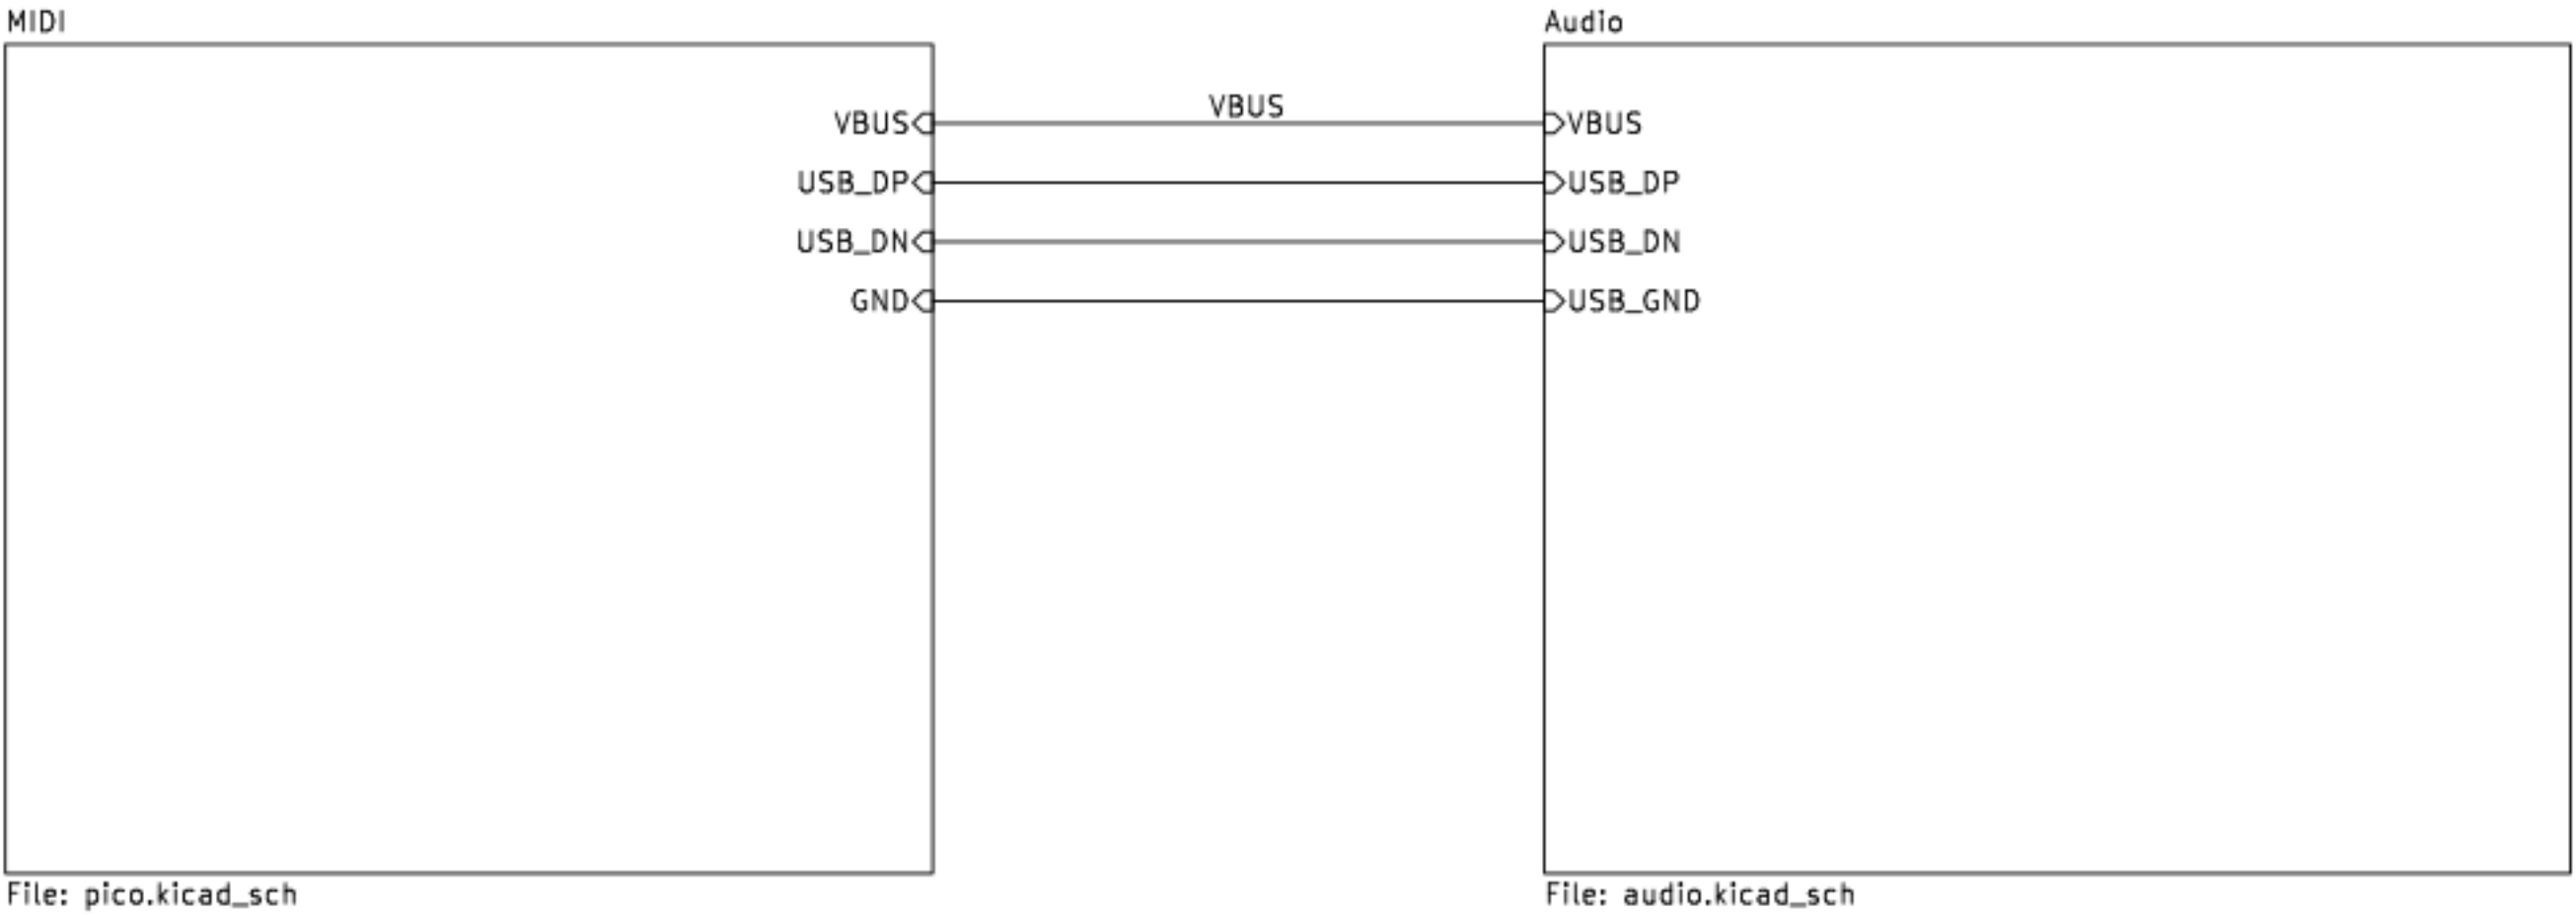 MIDI
Audio
VBUS
VBUS
VBUS
USB_DP
USB_DP
USB_DN
USB_DN
GND
USB_GND
File: pico.kicad_sch
File: audio.kicad_sch